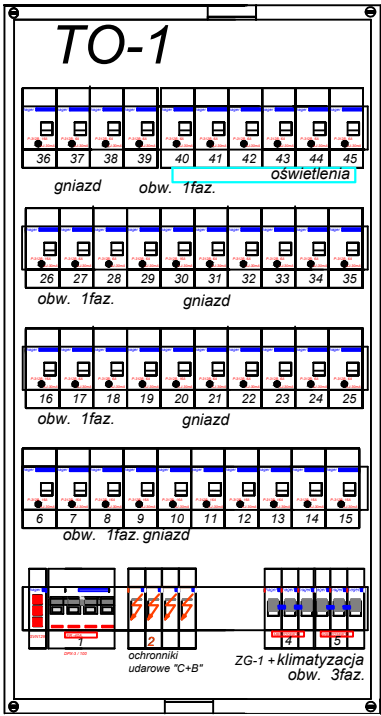 TO-1
36 37 38 39 40 41 42 43 44 45
oświetlenia
gniazd obw. 1faz.
26 27 28 29 30 31 32 33 34 35
obw. 1faz. gniazd
16 17 18 19 20 21 22 23 24 25
obw. 1faz. gniazd
6 7 8 9 10 11 12 13 14 15
obw. 1faz. gniazd
1 2 4 5
ochronniki
udarowe "C+B"
ZG-1 + klimatyzacja
obw. 3faz.